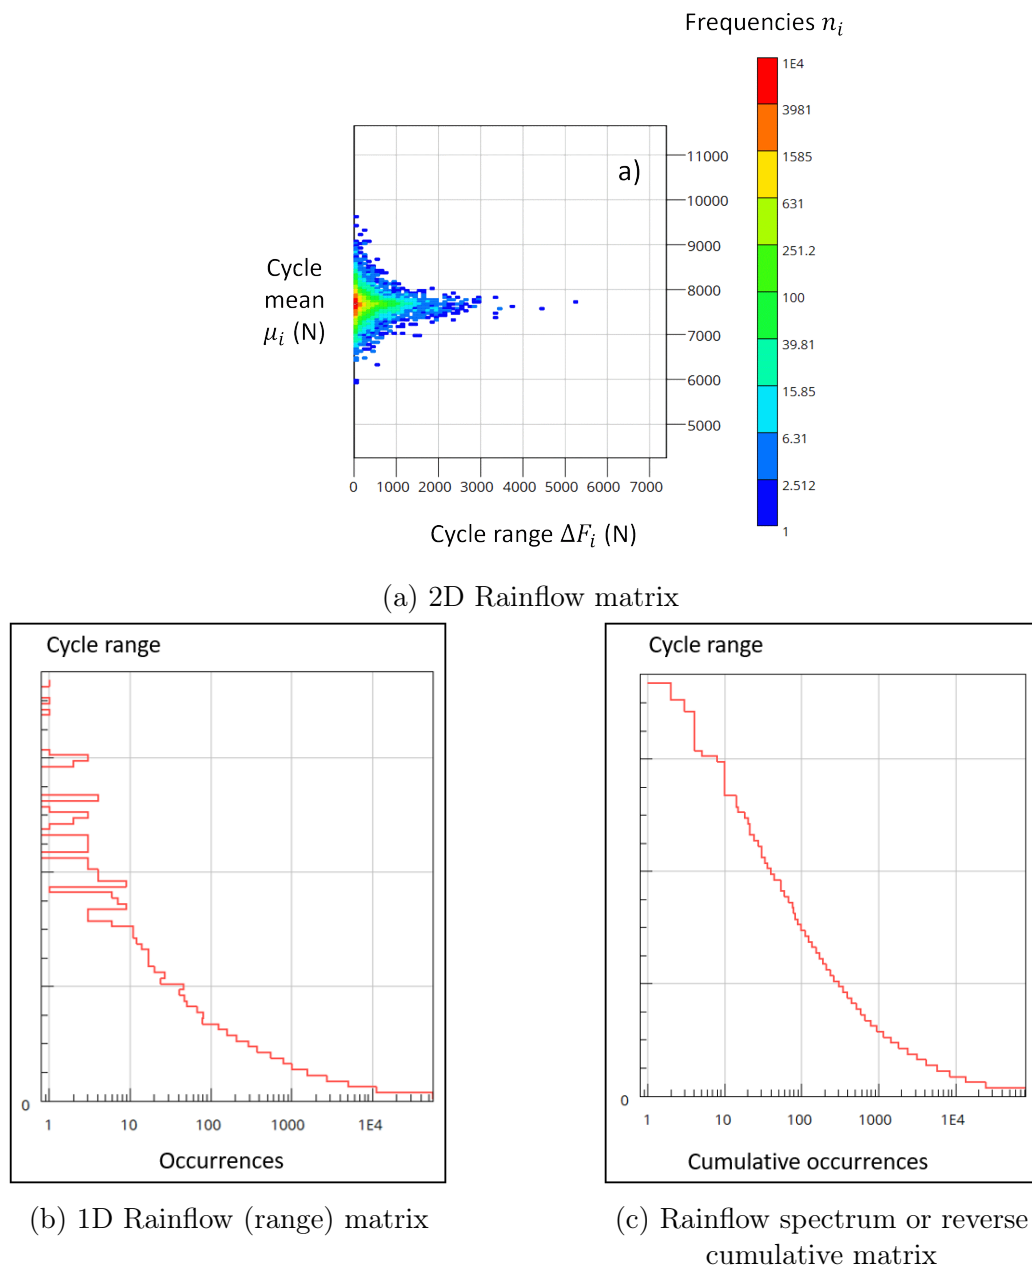 Frequencies nᵢ
1E4
3981
1585
631
251.2
100
39.81
15.85
6.31
2.512
1
a)
11000
10000
9000
8000
7000
6000
5000
Cycle
mean
μᵢ (N)
0 1000 2000 3000 4000 5000 6000 7000
Cycle range ΔFᵢ (N)
(a) 2D Rainflow matrix
Cycle range
0
1 10 100 1000 1E4
Occurrences
(b) 1D Rainflow (range) matrix
Cycle range
0
1 10 100 1000 1E4
Cumulative occurrences
(c) Rainflow spectrum or reverse
cumulative matrix